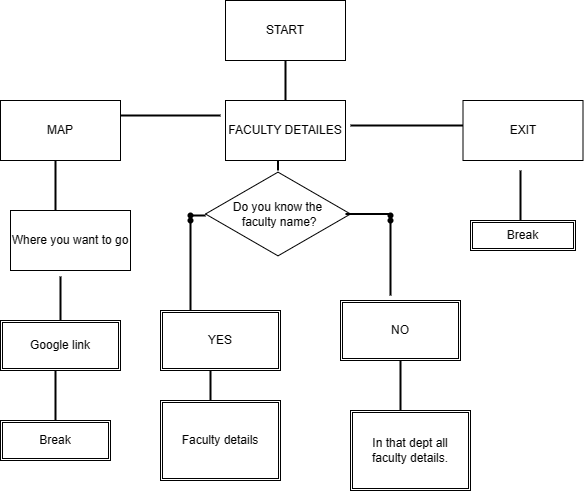 START
MAP
FACULTY DETAILES
EXIT
Do you know the
faculty name?
Where you want to go
Break
Google link
YES
NO
Break
Faculty details
In that dept all
faculty details.